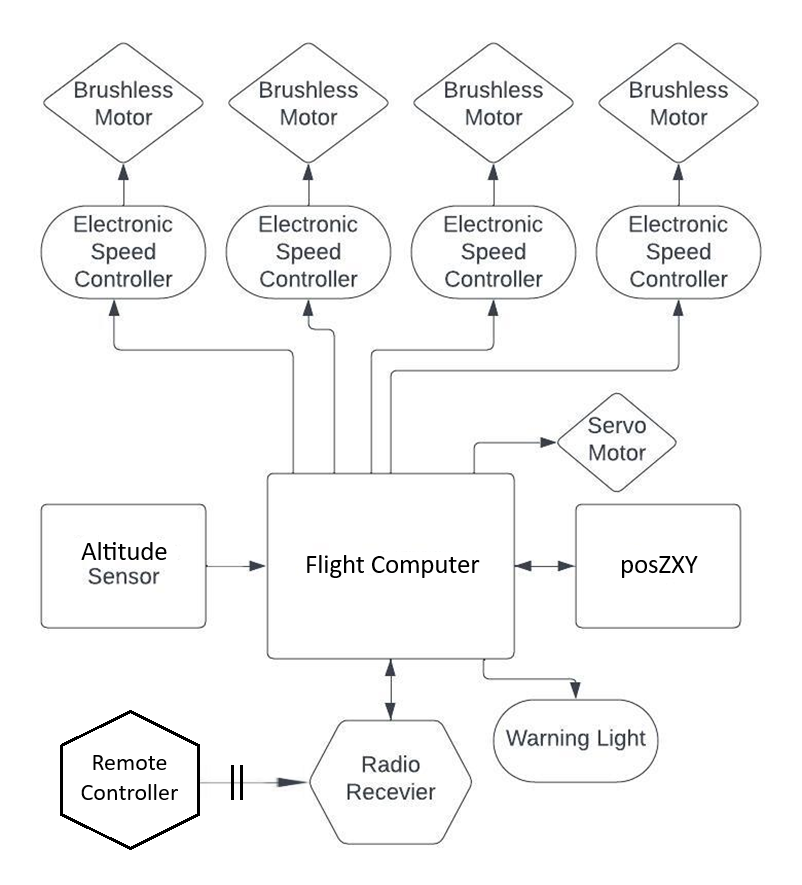 Brushless
Motor
Brushless
Motor
Brushless
Motor
Brushless
Motor
Electronic
Speed
Controller
Electronic
Speed
Controller
Electronic
Speed
Controller
Electronic
Speed
Controller
Servo
Motor
Altitude
Sensor
Flight Computer
posZXY
Warning Light
Remote
Controller
Radio
Recevier